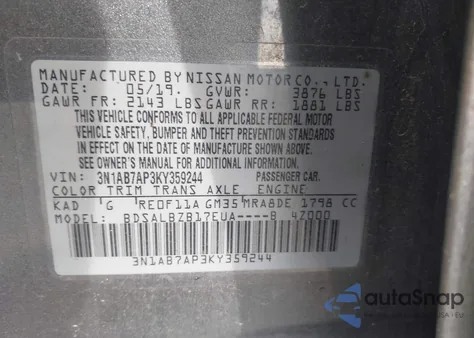 MANUFACTURED BY NISSAN MOTOR CO., LTD.
DATE: 05/19. GVWR: 3876 LBS
GAWR FR: 2143 LBS GAWR RR: 1881 LBS
THIS VEHICLE CONFORMS TO ALL APPLICABLE FEDERAL MOTOR
VEHICLE SAFETY, BUMPER AND THEFT PREVENTION STANDARDS
IN EFFECT ON THE DATE OF MANUFACTURE SHOWN ABOVE.
SEE OWNER'S MANUAL FOR ADDITIONAL INFORMATION
VIN: 3N1AB7AP3KY359244 PASSENGER CAR.
COLOR TRIM TRANS AXLE ENGINE
KAD G RE0F11A GM35 MRA8DE 1798 CC
MODEL: BDSALBZB17EUA----B 4Z000
3N1AB7AP3KY359244
autoSnap